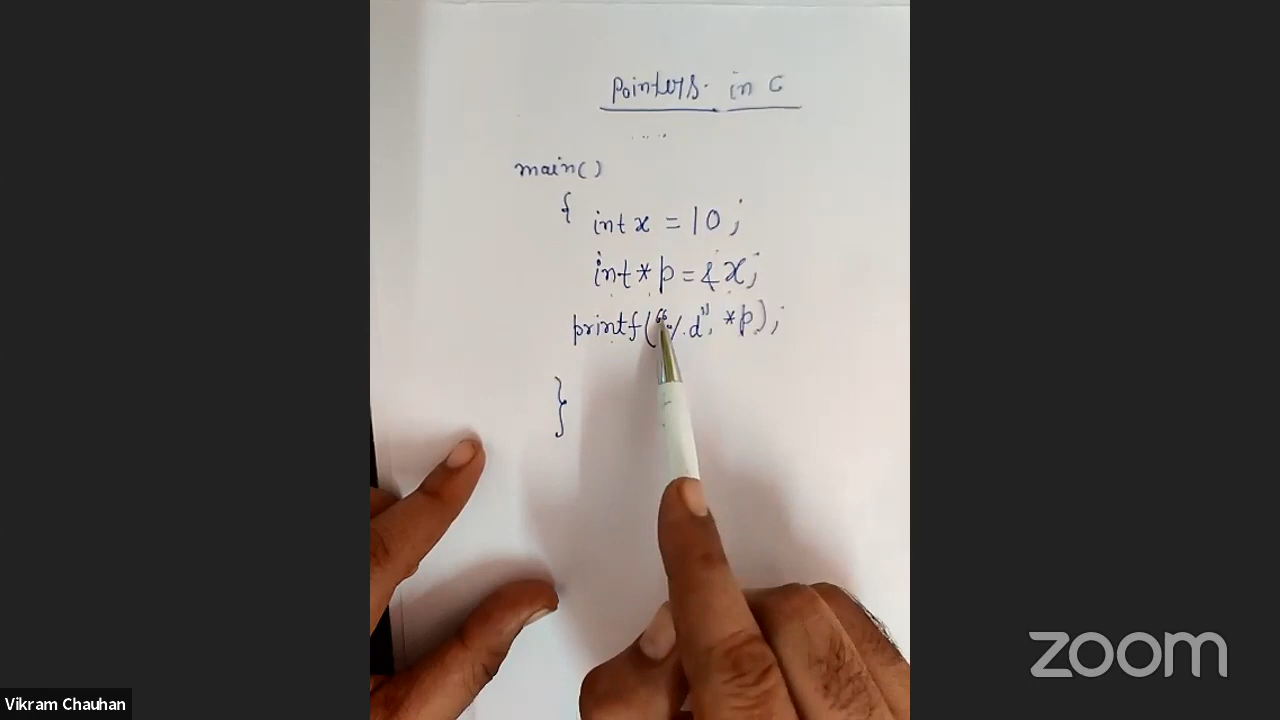 Pointers in C
main()
{ int x = 10;
int * p = &x;
printf("%d", *p);
}
zoom
Vikram Chauhan